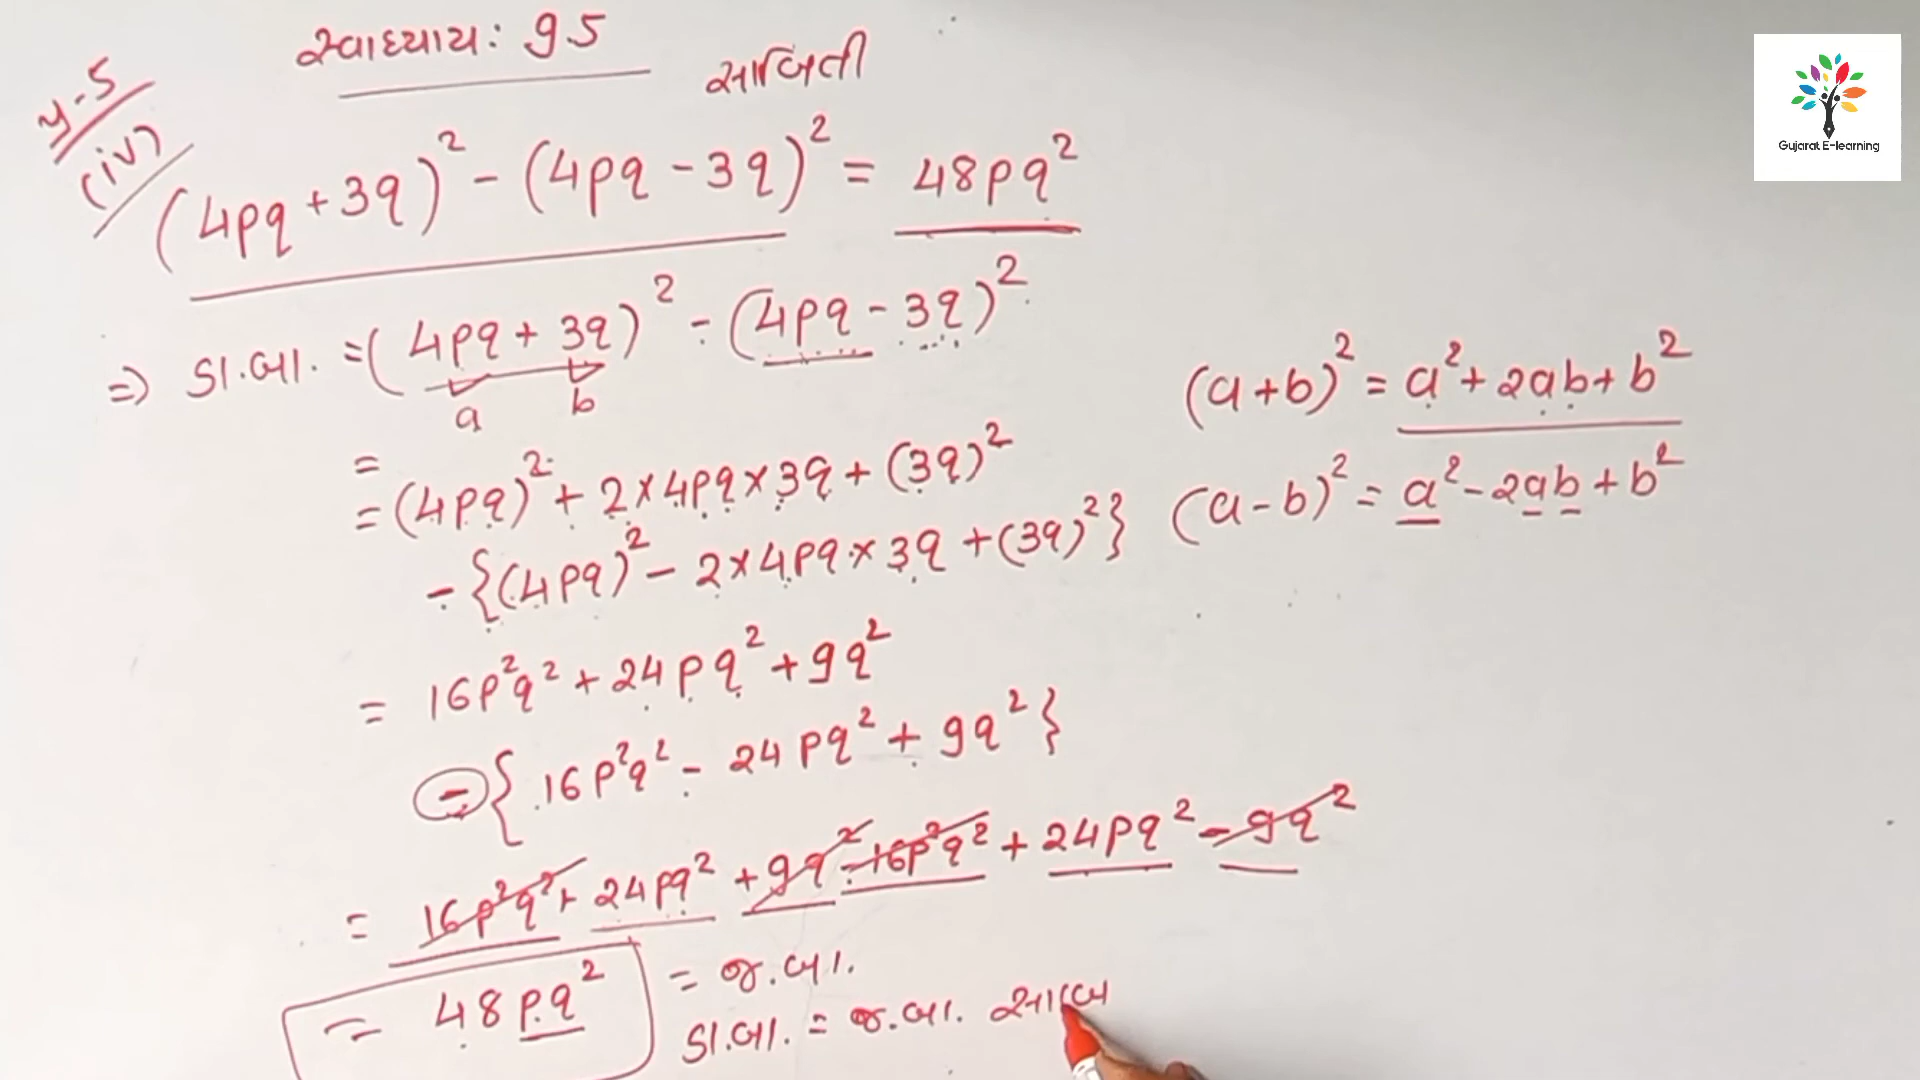 સ્વાધ્યાય: 9.5
સાબિતી
પ્ર-5
(iv)
(4pq + 3q)² - (4pq - 3q)² = 48pq²
⇒ ડા.બા. = (4pq + 3q)² - (4pq - 3q)²
a b
=
= (4pq)² + 2×4pq×3q + (3q)²
- {(4pq)² - 2×4pq×3q + (3q)²}
= 16p²q² + 24pq² + 9q²
- {16p²q² - 24pq² + 9q²}
= 16p²q² + 24pq² + 9q² - 16p²q² + 24pq² - 9q²
= 48pq² = જ.બા.
ડા.બા. = જ.બા.
(a+b)² = a² + 2ab + b²
(a-b)² = a² - 2ab + b²
Gujarat E-learning